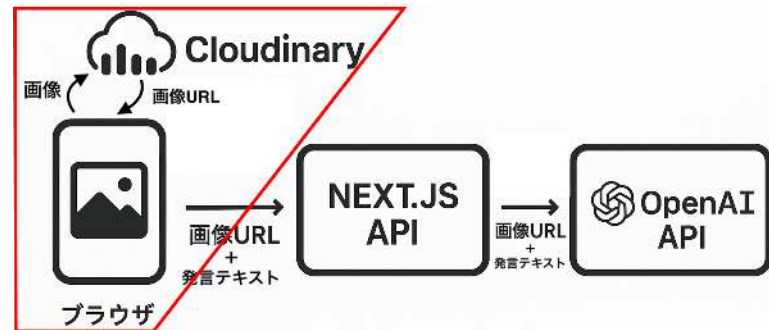 Cloudinary
画像
画像URL
ブラウザ
画像URL
+
発言テキスト
NEXT.JS
API
画像URL
+
発言テキスト
OpenAI
API